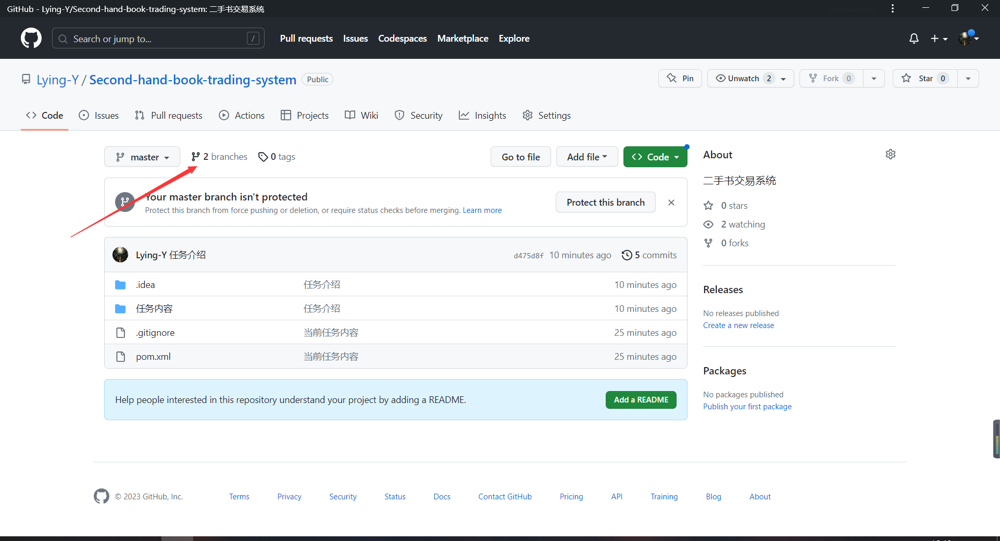 GitHub - Lying-Y/Second-hand-book-trading-system: 二手书交易系统
Search or jump to... /
Pull requests Issues Codespaces Marketplace Explore
Lying-Y / Second-hand-book-trading-system Public
Pin Unwatch 2 Fork 0 Star 0
Code Issues Pull requests Actions Projects Wiki Security Insights Settings
master 2 branches 0 tags Go to file Add file Code
Your master branch isn't protected
Protect this branch from force pushing or deletion, or require status checks before merging. Learn more
Protect this branch
Lying-Y 任务介绍 d475d8f 10 minutes ago 5 commits
.idea 任务介绍 10 minutes ago
任务内容 任务介绍 10 minutes ago
.gitignore 当前任务内容 25 minutes ago
pom.xml 当前任务内容 25 minutes ago
Help people interested in this repository understand your project by adding a README. Add a README
About
二手书交易系统
0 stars
2 watching
0 forks
Releases
No releases published
Create a new release
Packages
No packages published
Publish your first package
© 2023 GitHub, Inc. Terms Privacy Security Status Docs Contact GitHub Pricing API Training Blog About